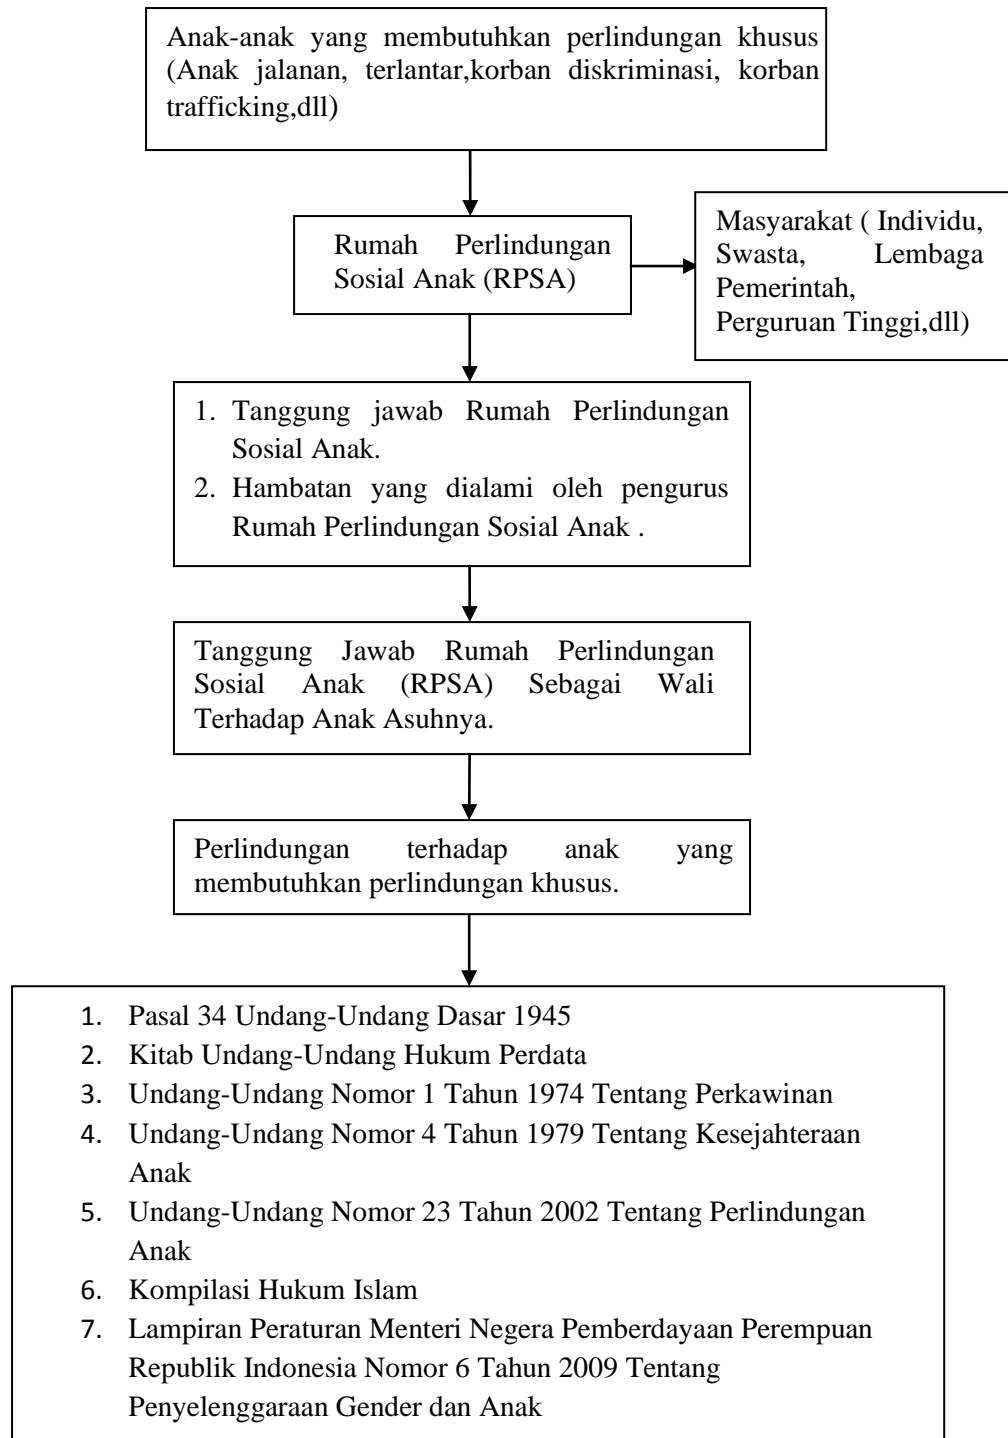 Anak-anak yang membutuhkan perlindungan khusus
(Anak jalanan, terlantar,korban diskriminasi, korban
trafficking,dll)
Rumah Perlindungan
Sosial Anak (RPSA)
Masyarakat ( Individu,
Swasta, Lembaga
Pemerintah,
Perguruan Tinggi,dll)
1. Tanggung jawab Rumah Perlindungan
Sosial Anak.
2. Hambatan yang dialami oleh pengurus
Rumah Perlindungan Sosial Anak .
Tanggung Jawab Rumah Perlindungan
Sosial Anak (RPSA) Sebagai Wali
Terhadap Anak Asuhnya.
Perlindungan terhadap anak yang
membutuhkan perlindungan khusus.
1. Pasal 34 Undang-Undang Dasar 1945
2. Kitab Undang-Undang Hukum Perdata
3. Undang-Undang Nomor 1 Tahun 1974 Tentang Perkawinan
4. Undang-Undang Nomor 4 Tahun 1979 Tentang Kesejahteraan
Anak
5. Undang-Undang Nomor 23 Tahun 2002 Tentang Perlindungan
Anak
6. Kompilasi Hukum Islam
7. Lampiran Peraturan Menteri Negera Pemberdayaan Perempuan
Republik Indonesia Nomor 6 Tahun 2009 Tentang
Penyelenggaraan Gender dan Anak